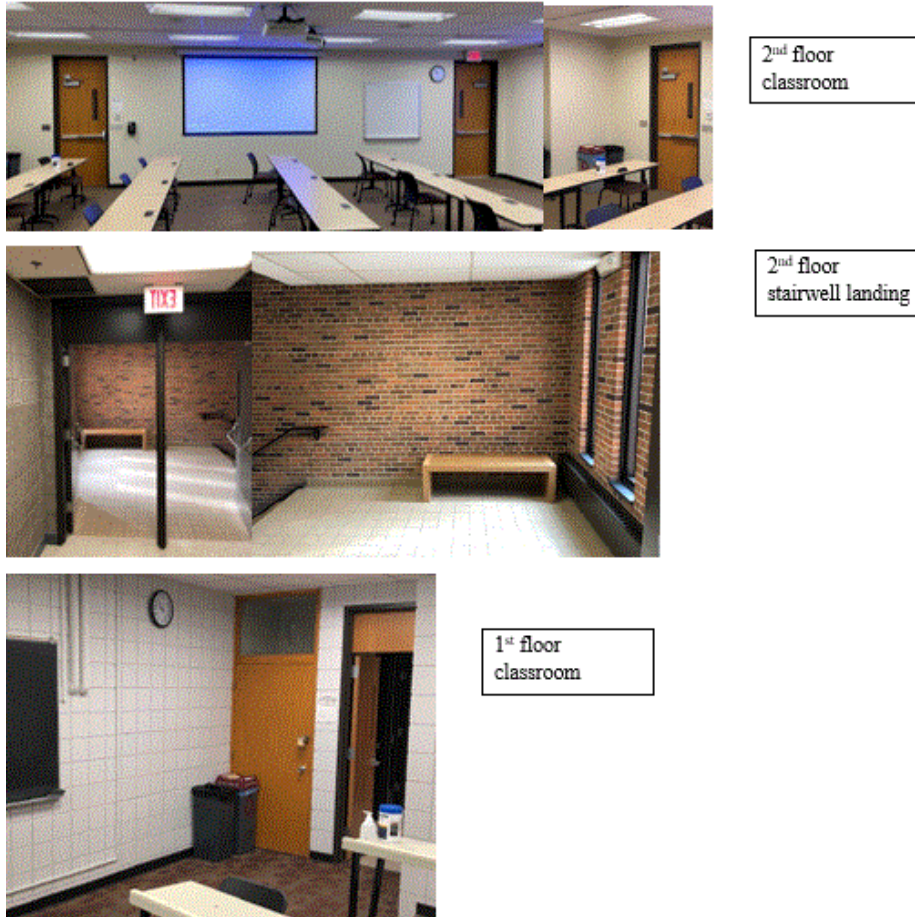 2nd floor
classroom
2nd floor
stairwell landing
EXIT
1st floor
classroom